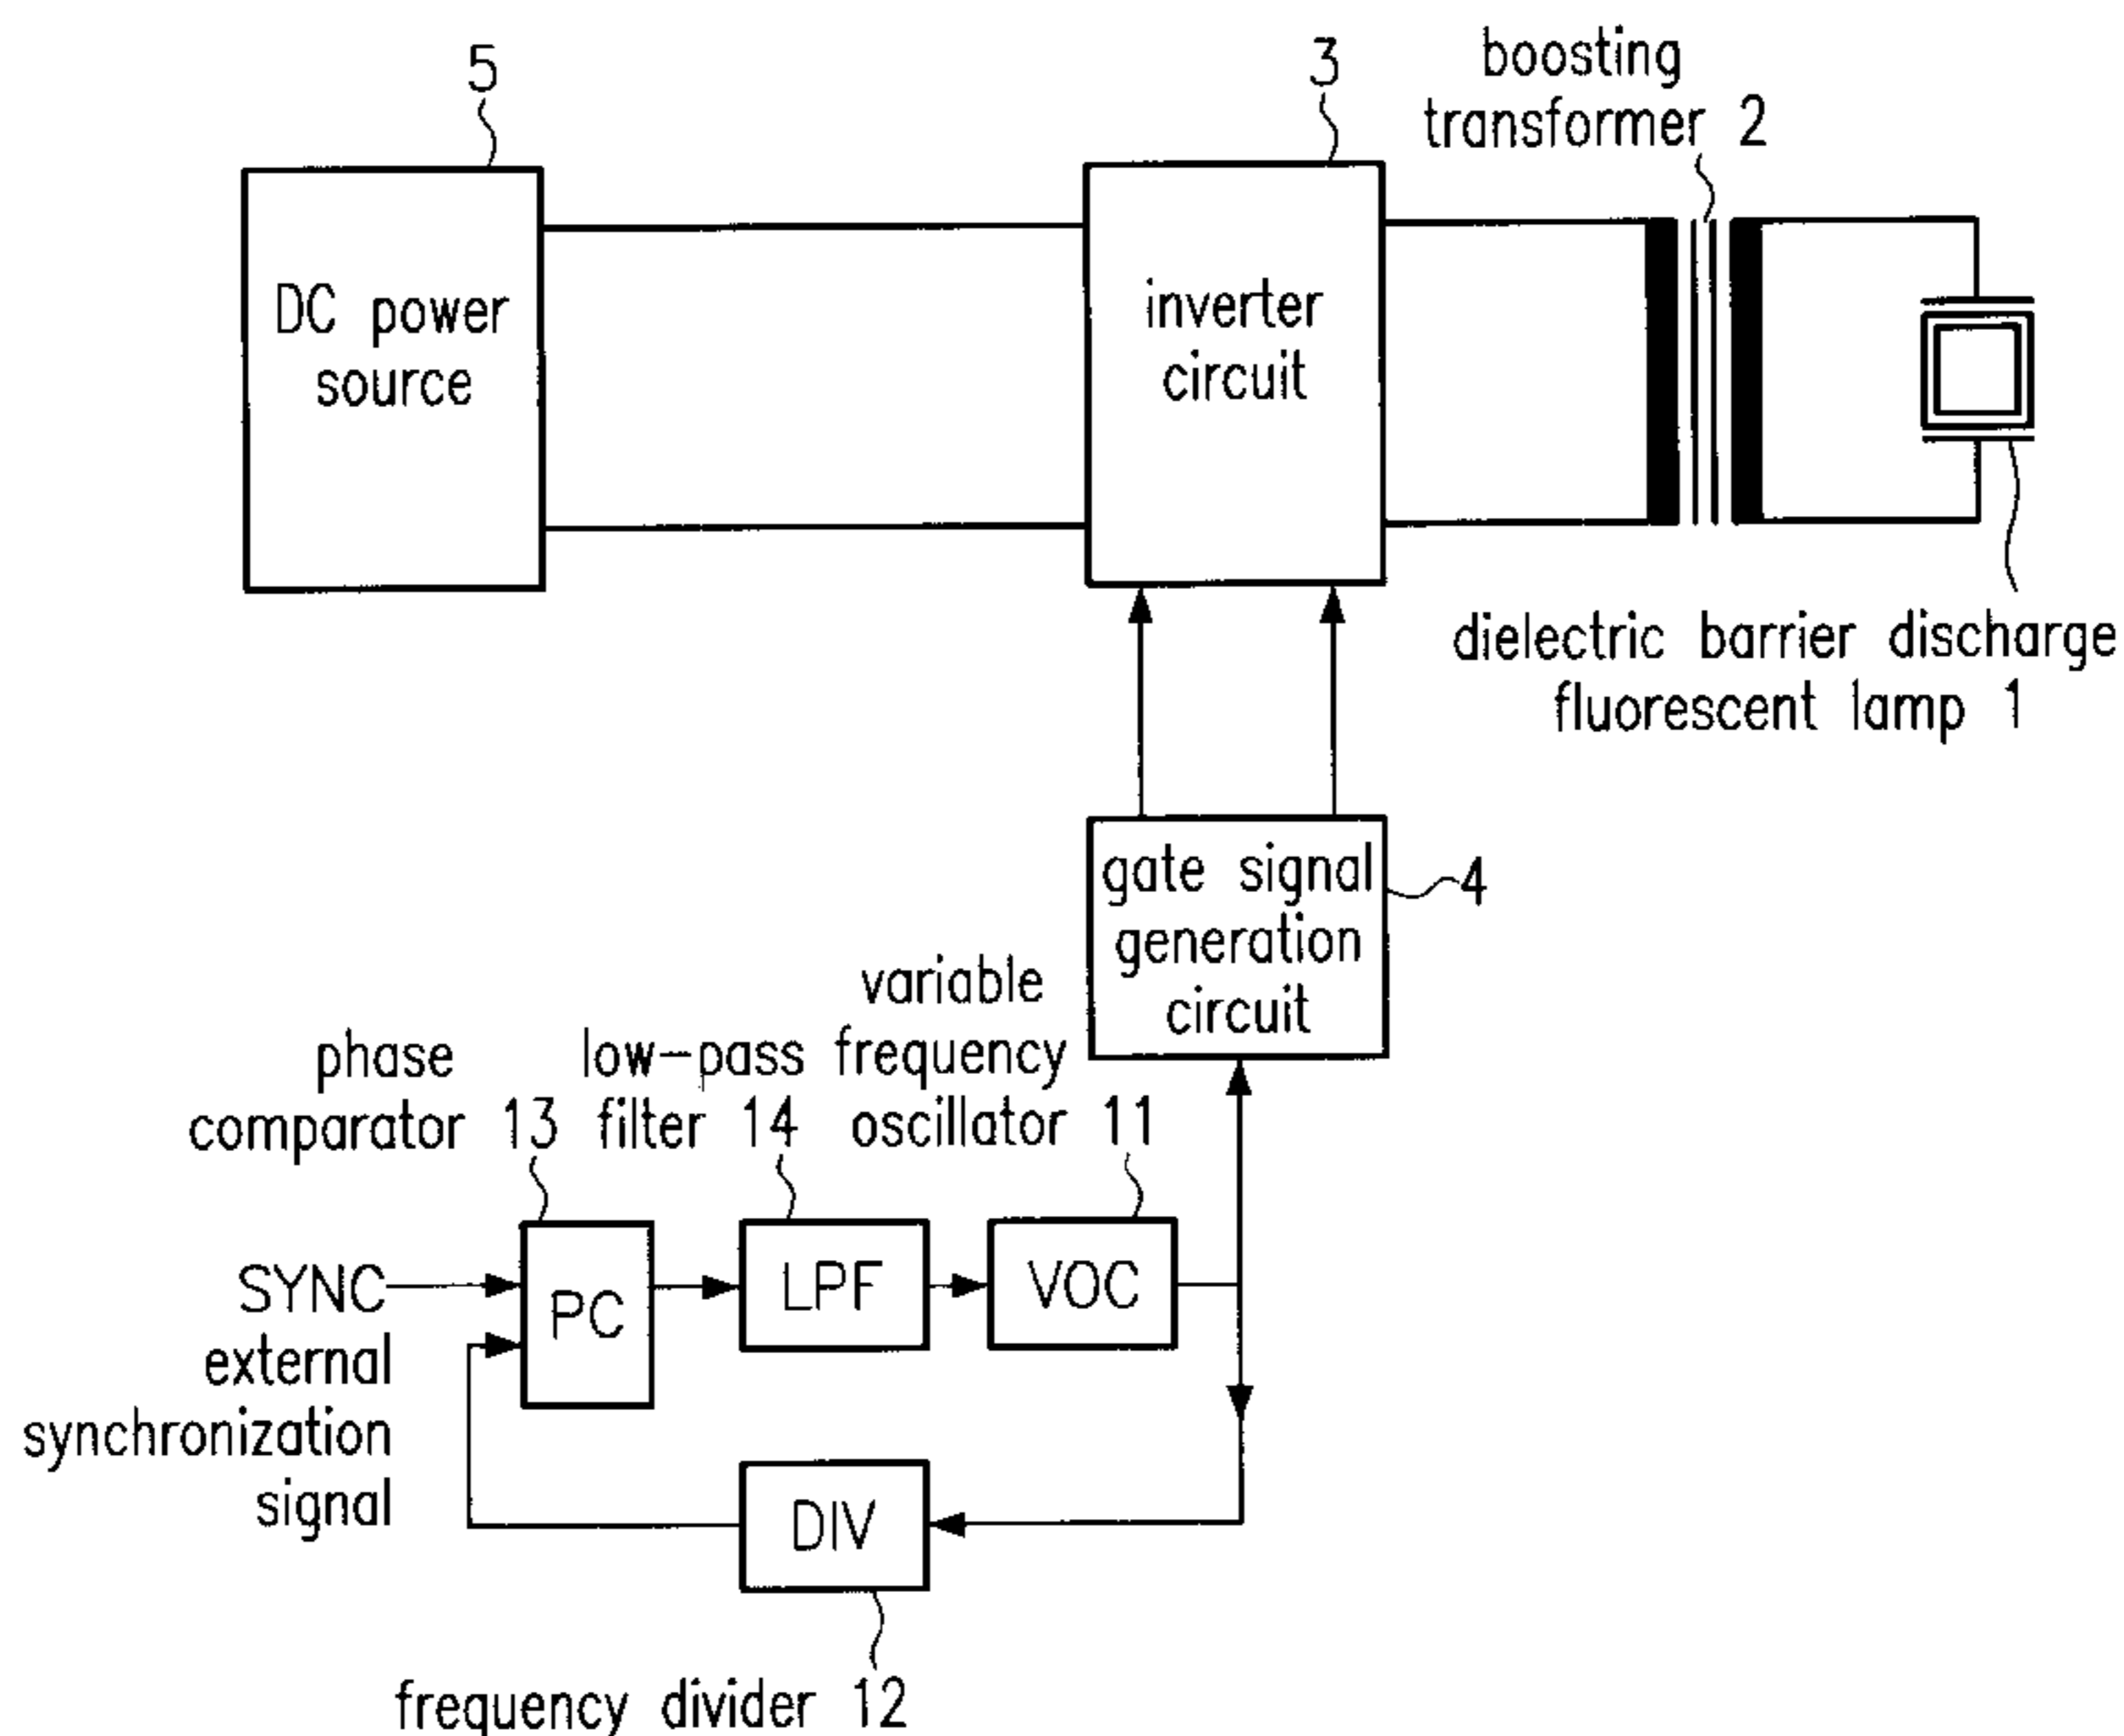 5
3
boosting
transformer 2
DC power
source
inverter
circuit
dielectric barrier discharge
fluorescent lamp 1
gate signal
generation
circuit
4
phase
comparator 13
low-pass
filter 14
variable
frequency
oscillator 11
SYNC
external
synchronization
signal
PC
LPF
VOC
DIV
frequency divider 12